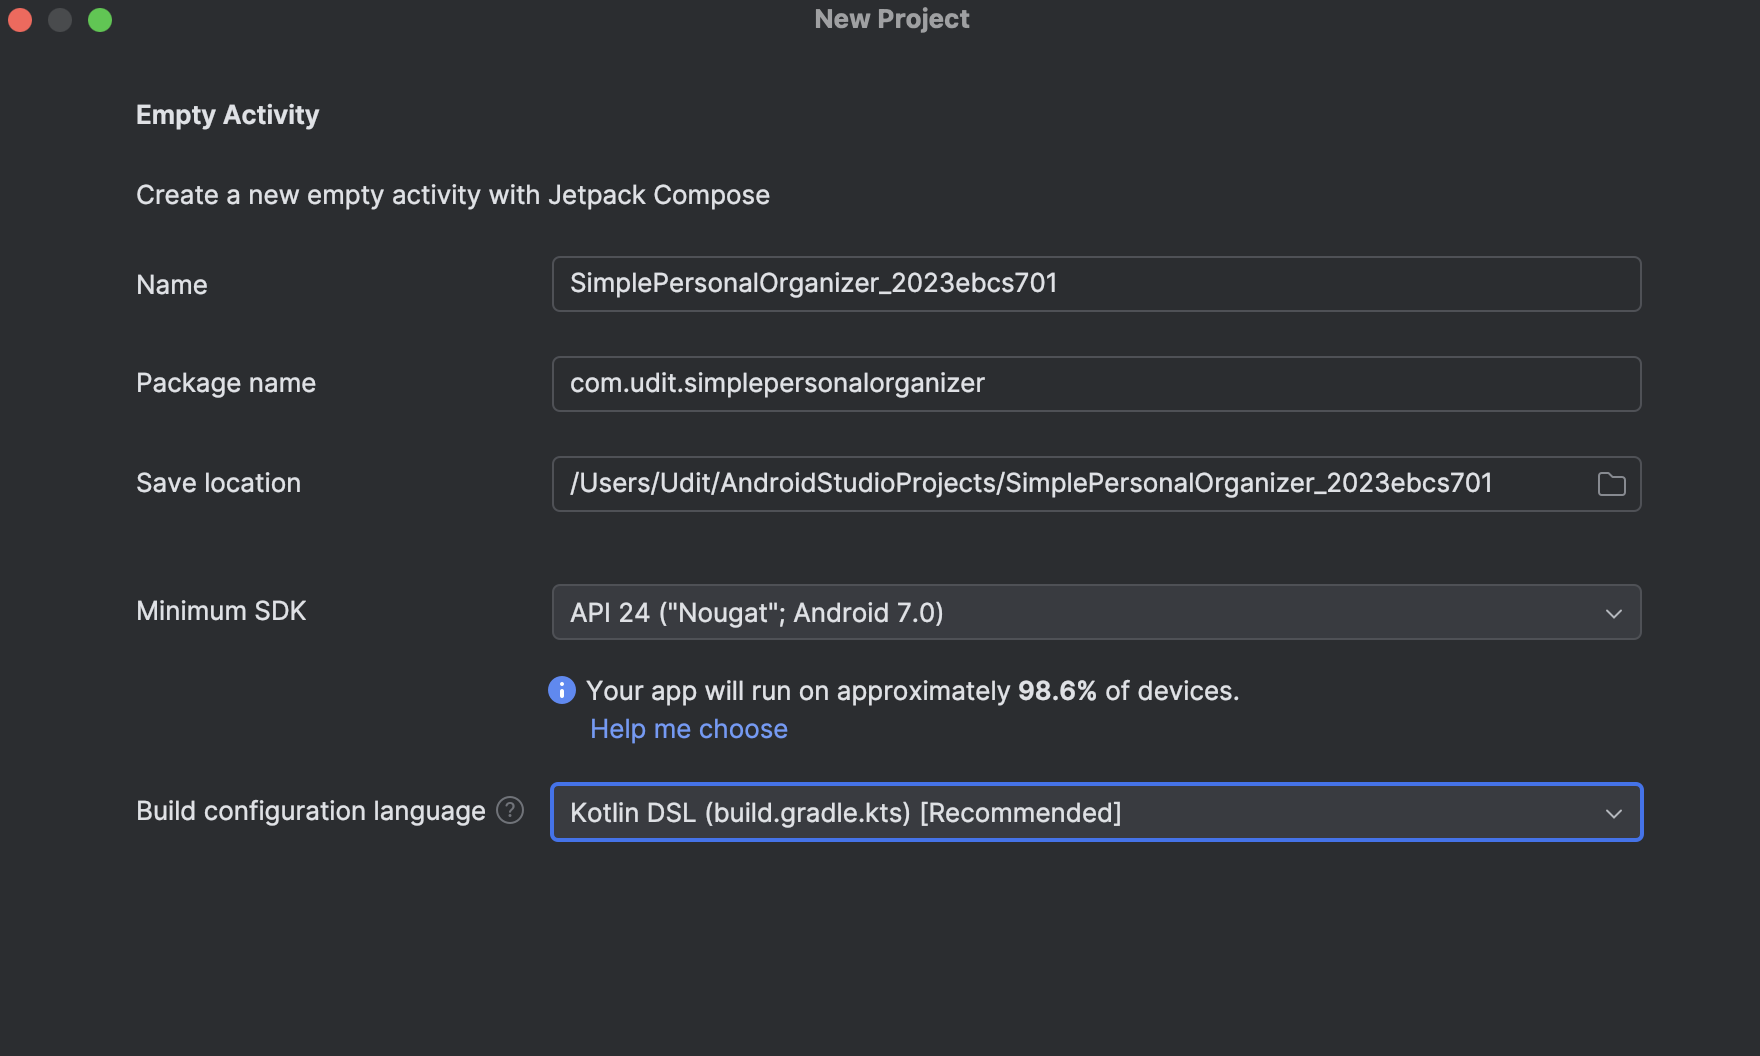 New Project
Empty Activity
Create a new empty activity with Jetpack Compose
Name SimplePersonalOrganizer_2023ebcs701
Package name com.udit.simplepersonalorganizer
Save location /Users/Udit/AndroidStudioProjects/SimplePersonalOrganizer_2023ebcs701
Minimum SDK API 24 ("Nougat"; Android 7.0)
Your app will run on approximately 98.6% of devices.
Help me choose
Build configuration language ? Kotlin DSL (build.gradle.kts) [Recommended]